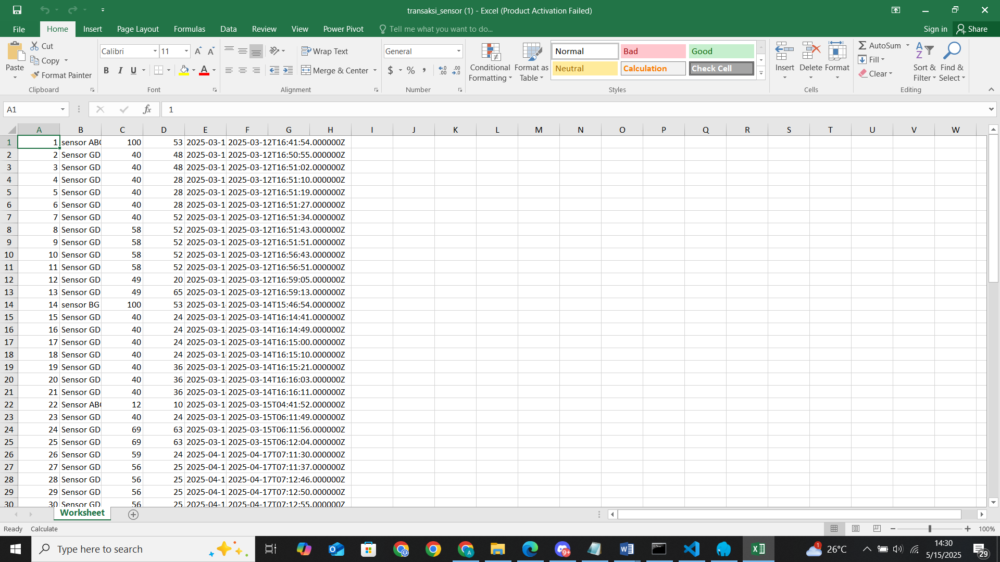 transaksi_sensor (1) - Excel (Product Activation Failed)
File Home Insert Page Layout Formulas Data Review View Power Pivot Tell me what you want to do... Sign in Share
Paste
Cut
Copy
Format Painter
Clipboard
Calibri 11
B I U
Font
Wrap Text
Merge & Center
Alignment
General
$ % ,
Number
Conditional Formatting
Format as Table
Normal Bad Good
Neutral Calculation Check Cell
Styles
Insert Delete Format
Cells
AutoSum
Fill
Clear
Sort & Filter
Find & Select
Editing
A1 fx 1
A B C D E F G H I J K L M N O P Q R S T U V W
1 1 sensor ABC 100 53 2025-03-1 2025-03-12T16:41:54.000000Z
2 2 Sensor GD 40 48 2025-03-1 2025-03-12T16:50:55.000000Z
3 3 Sensor GD 40 48 2025-03-1 2025-03-12T16:51:02.000000Z
4 4 Sensor GD 40 28 2025-03-1 2025-03-12T16:51:10.000000Z
5 5 Sensor GD 40 28 2025-03-1 2025-03-12T16:51:19.000000Z
6 6 Sensor GD 40 28 2025-03-1 2025-03-12T16:51:27.000000Z
7 7 Sensor GD 40 52 2025-03-1 2025-03-12T16:51:34.000000Z
8 8 Sensor GD 58 52 2025-03-1 2025-03-12T16:51:43.000000Z
9 9 Sensor GD 58 52 2025-03-1 2025-03-12T16:51:51.000000Z
10 10 Sensor GD 58 52 2025-03-1 2025-03-12T16:56:43.000000Z
11 11 Sensor GD 58 52 2025-03-1 2025-03-12T16:56:51.000000Z
12 12 Sensor GD 49 20 2025-03-1 2025-03-12T16:59:05.000000Z
13 13 Sensor GD 49 65 2025-03-1 2025-03-12T16:59:13.000000Z
14 14 sensor BG 100 53 2025-03-1 2025-03-14T15:46:54.000000Z
15 15 Sensor GD 40 24 2025-03-1 2025-03-14T16:14:41.000000Z
16 16 Sensor GD 40 24 2025-03-1 2025-03-14T16:14:49.000000Z
17 17 Sensor GD 40 24 2025-03-1 2025-03-14T16:15:00.000000Z
18 18 Sensor GD 40 24 2025-03-1 2025-03-14T16:15:10.000000Z
19 19 Sensor GD 40 36 2025-03-1 2025-03-14T16:15:21.000000Z
20 20 Sensor GD 40 36 2025-03-1 2025-03-14T16:16:03.000000Z
21 21 Sensor GD 40 36 2025-03-1 2025-03-14T16:16:11.000000Z
22 22 Sensor ABC 12 10 2025-03-1 2025-03-15T04:41:52.000000Z
23 23 Sensor GD 40 24 2025-03-1 2025-03-15T06:11:49.000000Z
24 24 Sensor GD 69 63 2025-03-1 2025-03-15T06:11:56.000000Z
25 25 Sensor GD 69 63 2025-03-1 2025-03-15T06:12:04.000000Z
26 26 Sensor GD 59 24 2025-04-1 2025-04-17T07:11:30.000000Z
27 27 Sensor GD 56 25 2025-04-1 2025-04-17T07:11:37.000000Z
28 28 Sensor GD 56 25 2025-04-1 2025-04-17T07:12:46.000000Z
29 29 Sensor GD 56 25 2025-04-1 2025-04-17T07:12:50.000000Z
30 30 Sensor GD 56 25 2025-04-1 2025-04-17T07:12:55.000000Z
Worksheet
Ready Calculate 100%
Type here to search 9+ 1 26°C 14:30
5/15/2025
29